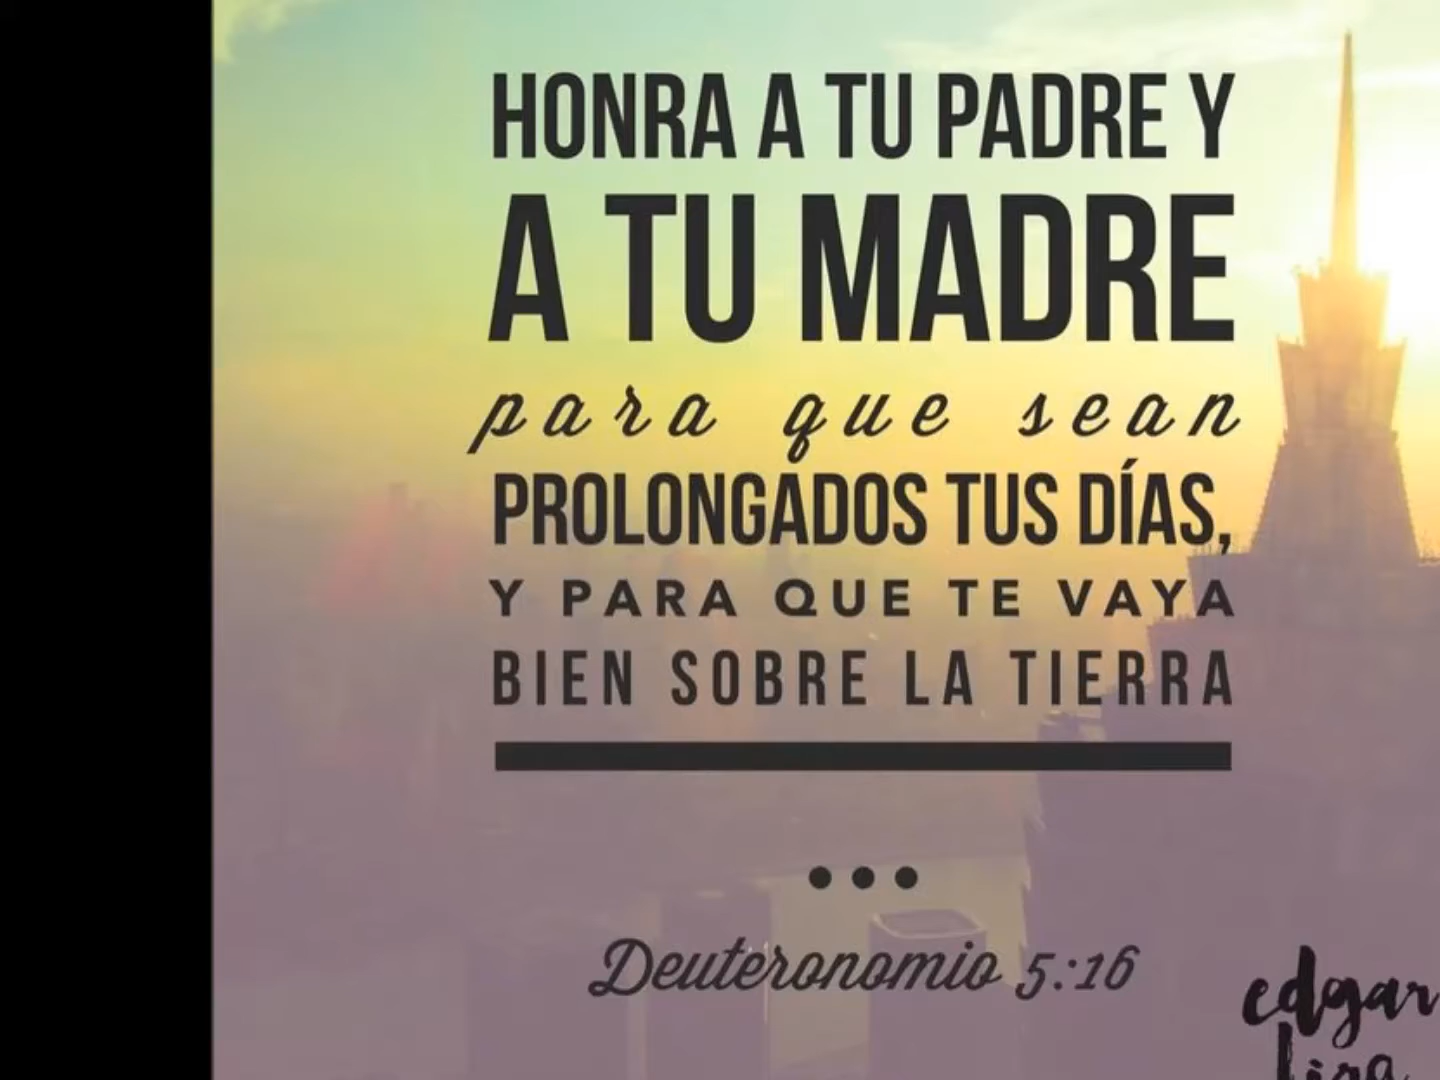 HONRA A TU PADRE Y
A TU MADRE
para que sean
PROLONGADOS TUS DÍAS,
Y PARA QUE TE VAYA
BIEN SOBRE LA TIERRA
Deuteronomio 5:16
edgar
lira